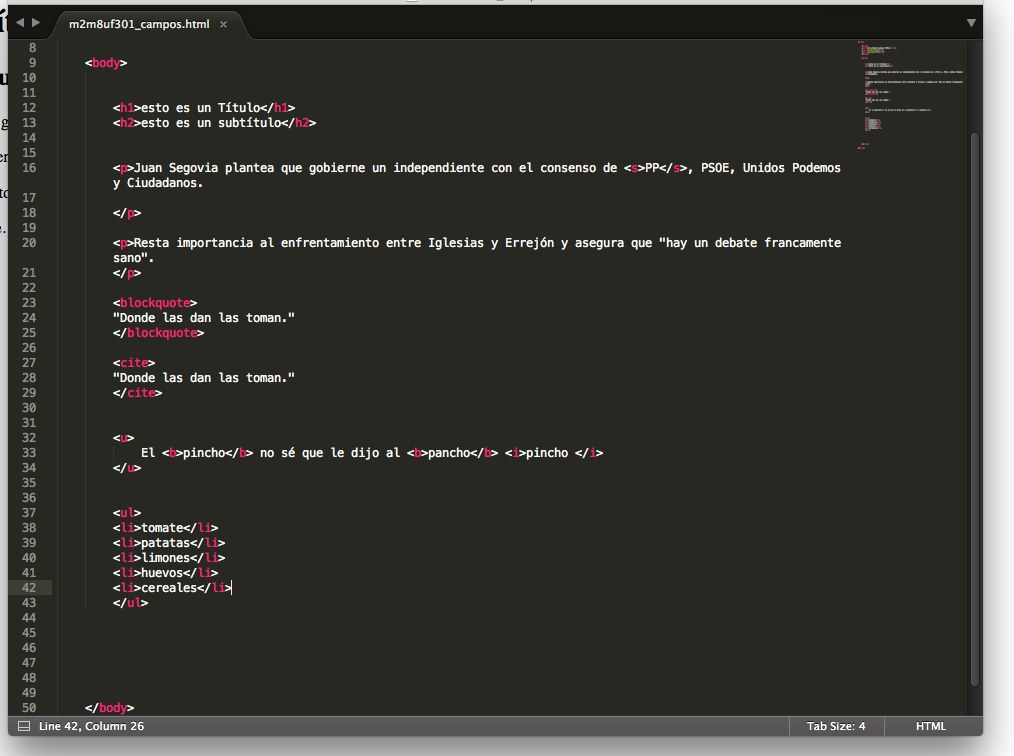 m2m8uf301_campos.html ×
8
9 <body>
10
11
12 <h1>esto es un Título</h1>
13 <h2>esto es un subtítulo</h2>
14
15
16 <p>Juan Segovia plantea que gobierne un independiente con el consenso de <s>PP</s>, PSOE, Unidos Podemos
y Ciudadanos.
17
18 </p>
19
20 <p>Resta importancia al enfrentamiento entre Iglesias y Errejón y asegura que "hay un debate francamente
sano".
21 </p>
22
23 <blockquote>
24 "Donde las dan las toman."
25 </blockquote>
26
27 <cite>
28 "Donde las dan las toman."
29 </cite>
30
31
32 <u>
33 El <b>pincho</b> no sé que le dijo al <b>pancho</b> <i>pincho </i>
34 </u>
35
36
37 <ul>
38 <li>tomate</li>
39 <li>patatas</li>
40 <li>limones</li>
41 <li>huevos</li>
42 <li>cereales</li>
43 </ul>
44
45
46
47
48
49
50 </body>
Line 42, Column 26
Tab Size: 4
HTML